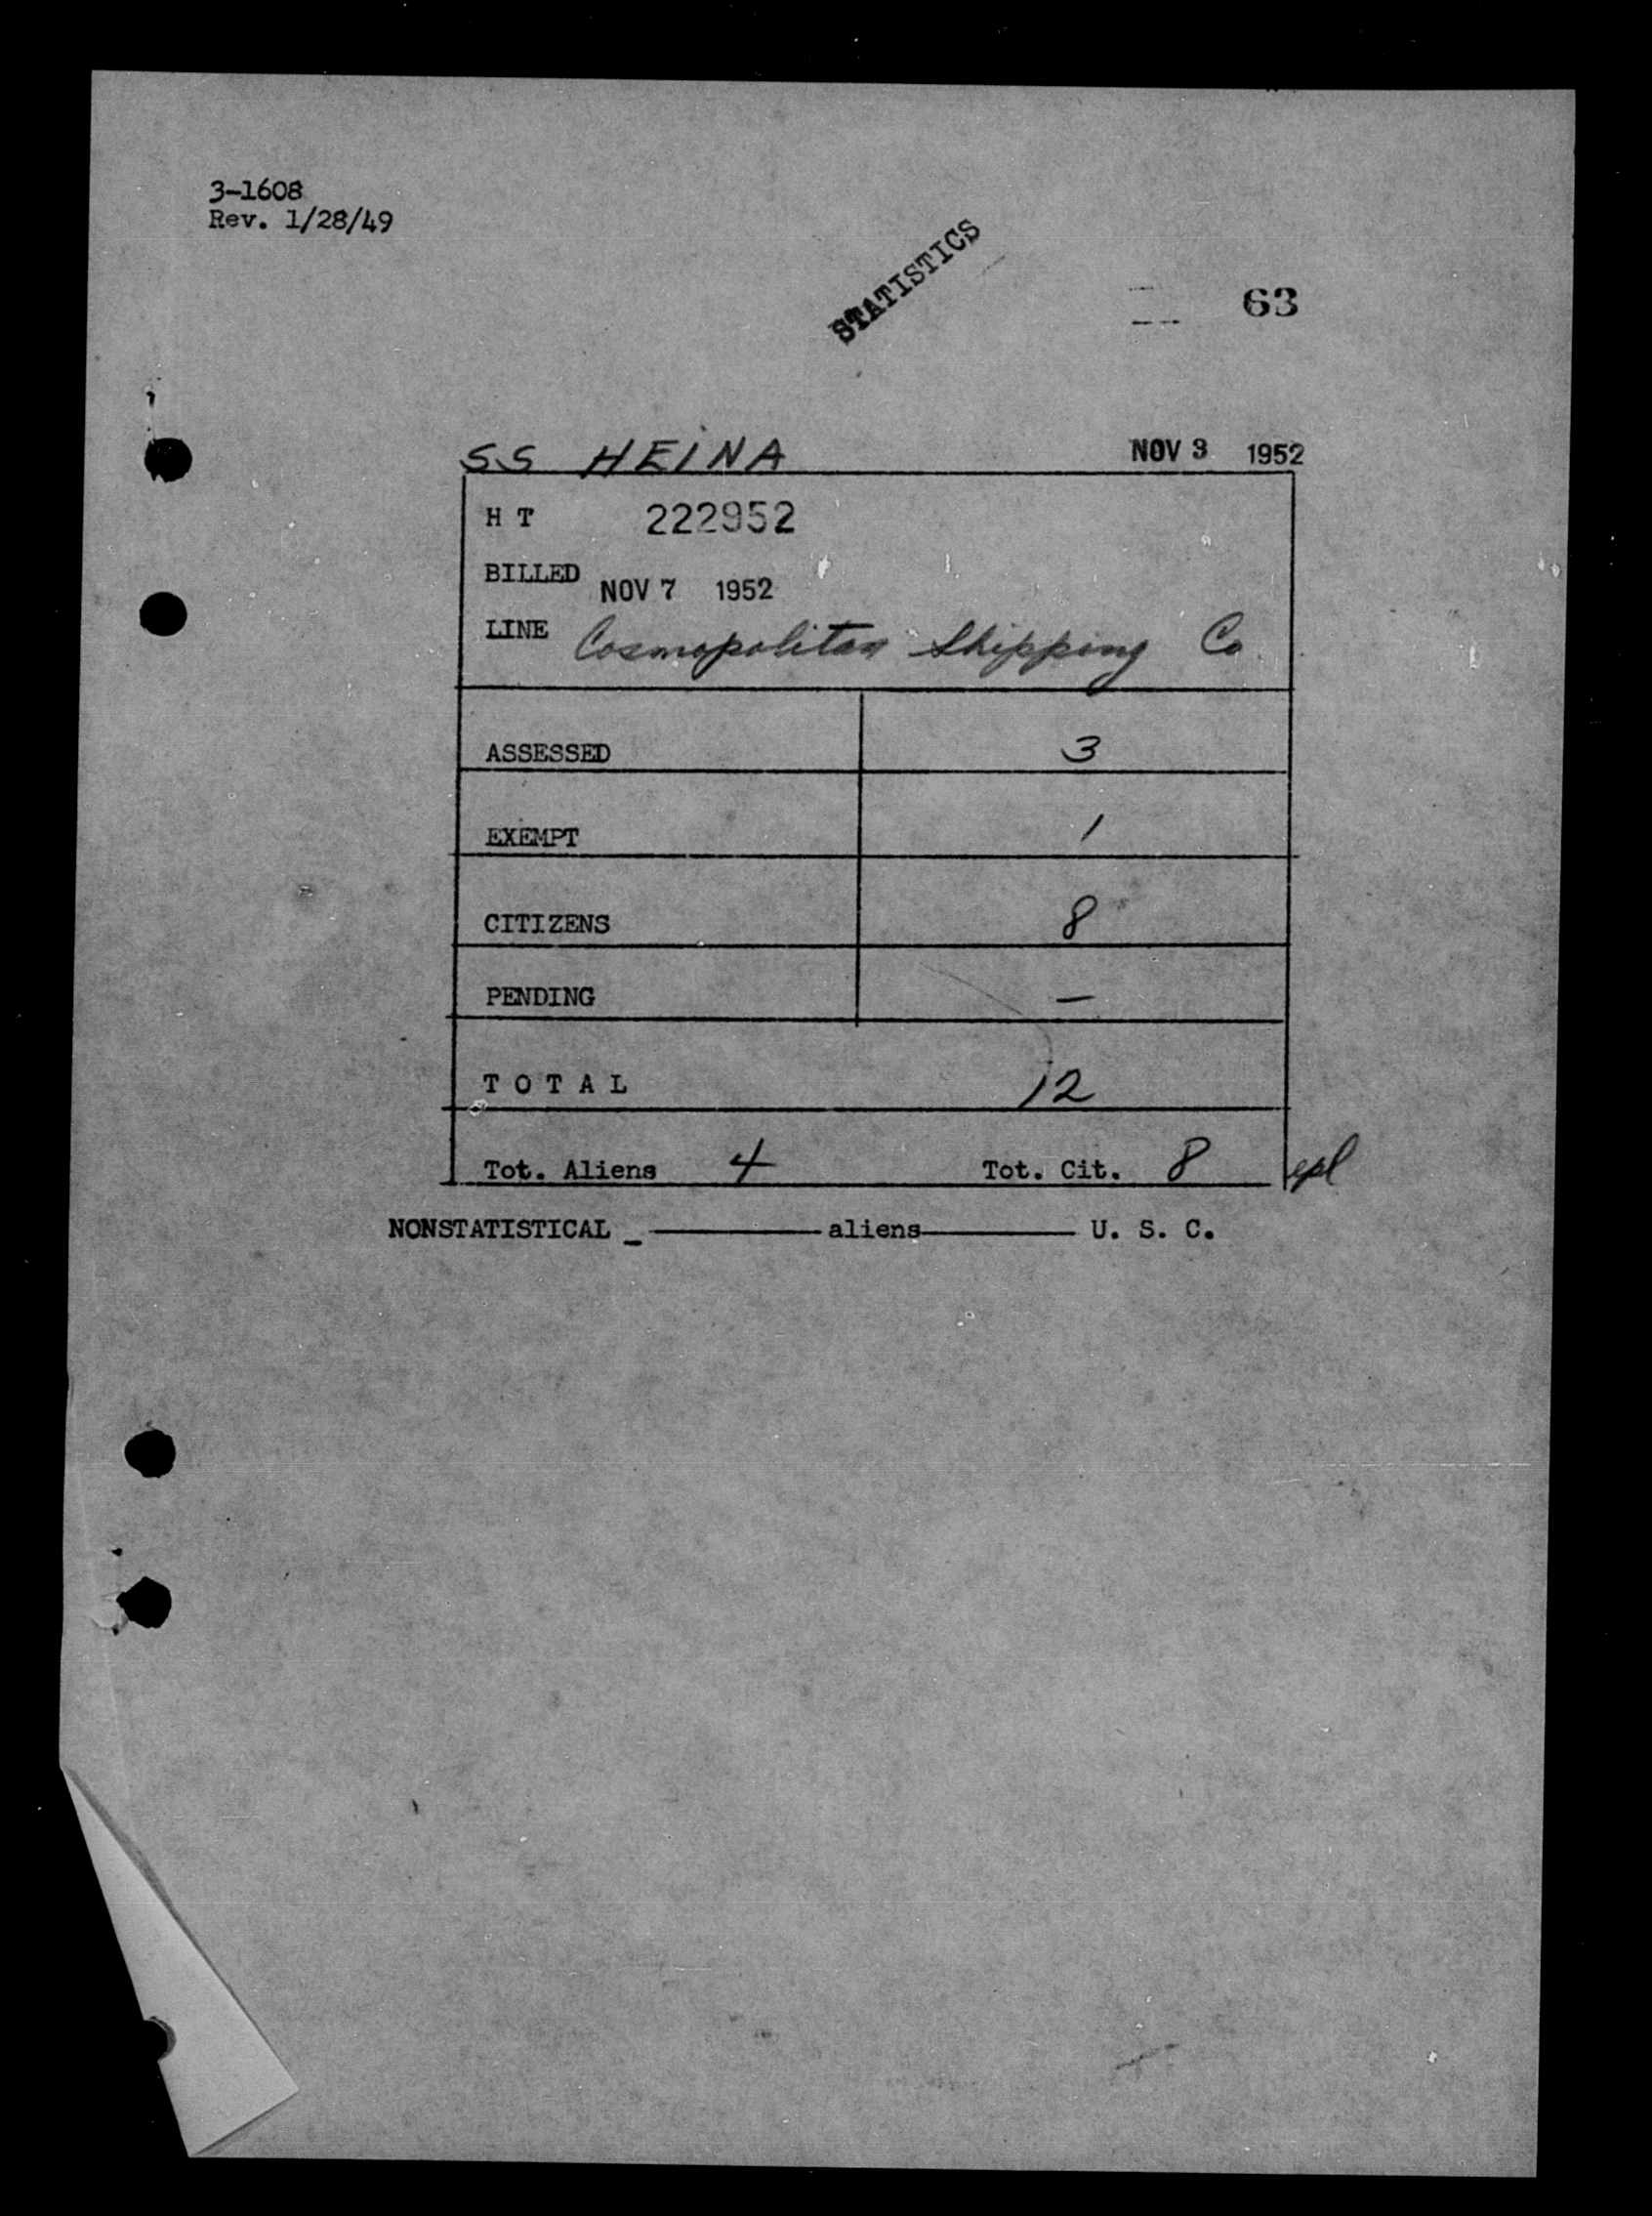 3-1608
Rev. 1/28/49
STATISTICS
63
SS HEINA NOV 3 1952
H T 222952
BILLED NOV 7 1952
LINE Cosmopolitan Shipping Co
ASSESSED 3
EXEMPT 1
CITIZENS 8
PENDING —
T O T A L 12
Tot. Aliens 4 Tot. Cit. 8
NONSTATISTICAL _ ———— aliens ———— U. S. C.